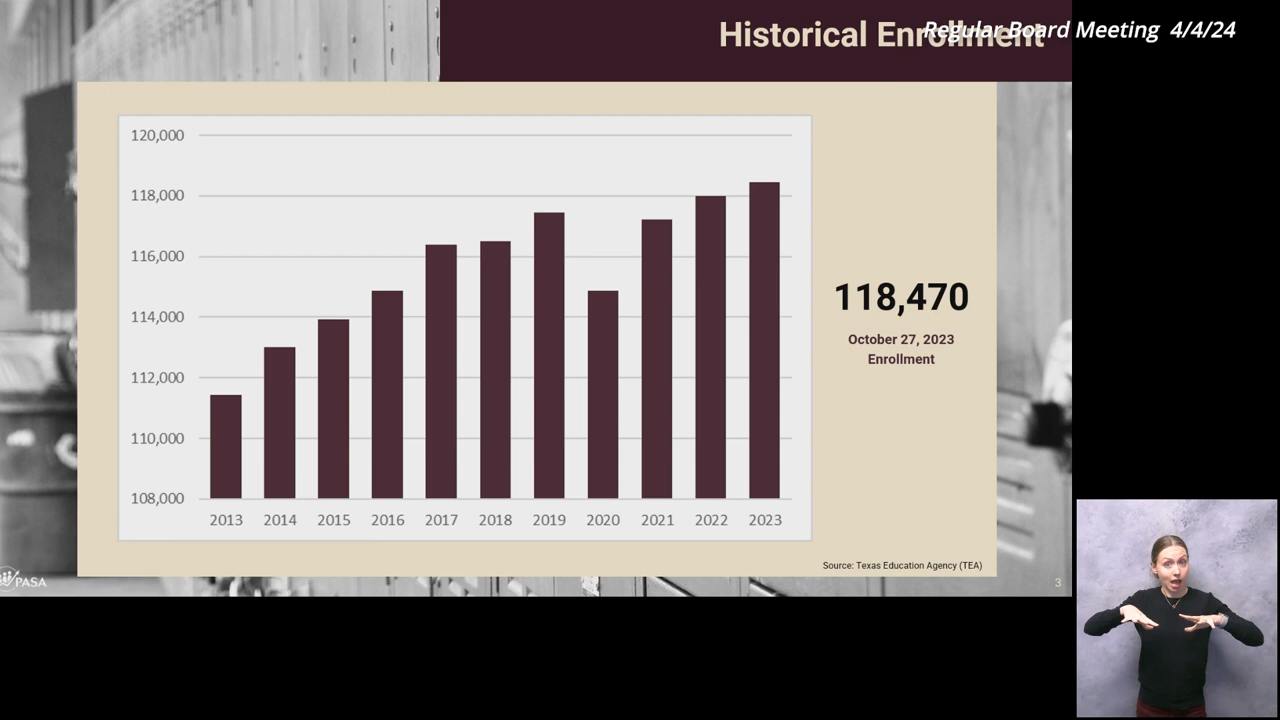 Historical Enrollment
Regular Board Meeting 4/4/24
120,000
118,000
116,000
114,000
112,000
110,000
108,000
2013 2014 2015 2016 2017 2018 2019 2020 2021 2022 2023
118,470
October 27, 2023
Enrollment
Source: Texas Education Agency (TEA)
PASA
3